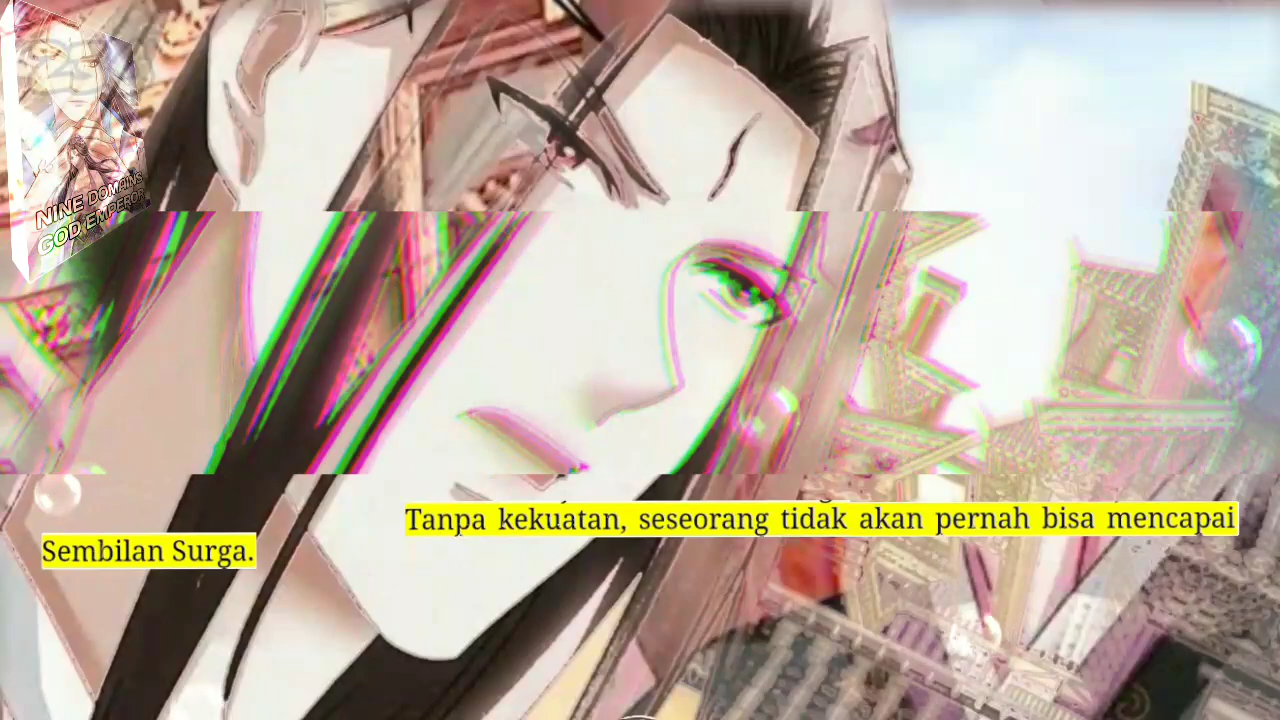 NINE DOMAINS
GOD EMPEROR
Tanpa kekuatan, seseorang tidak akan pernah bisa mencapai
Sembilan Surga.